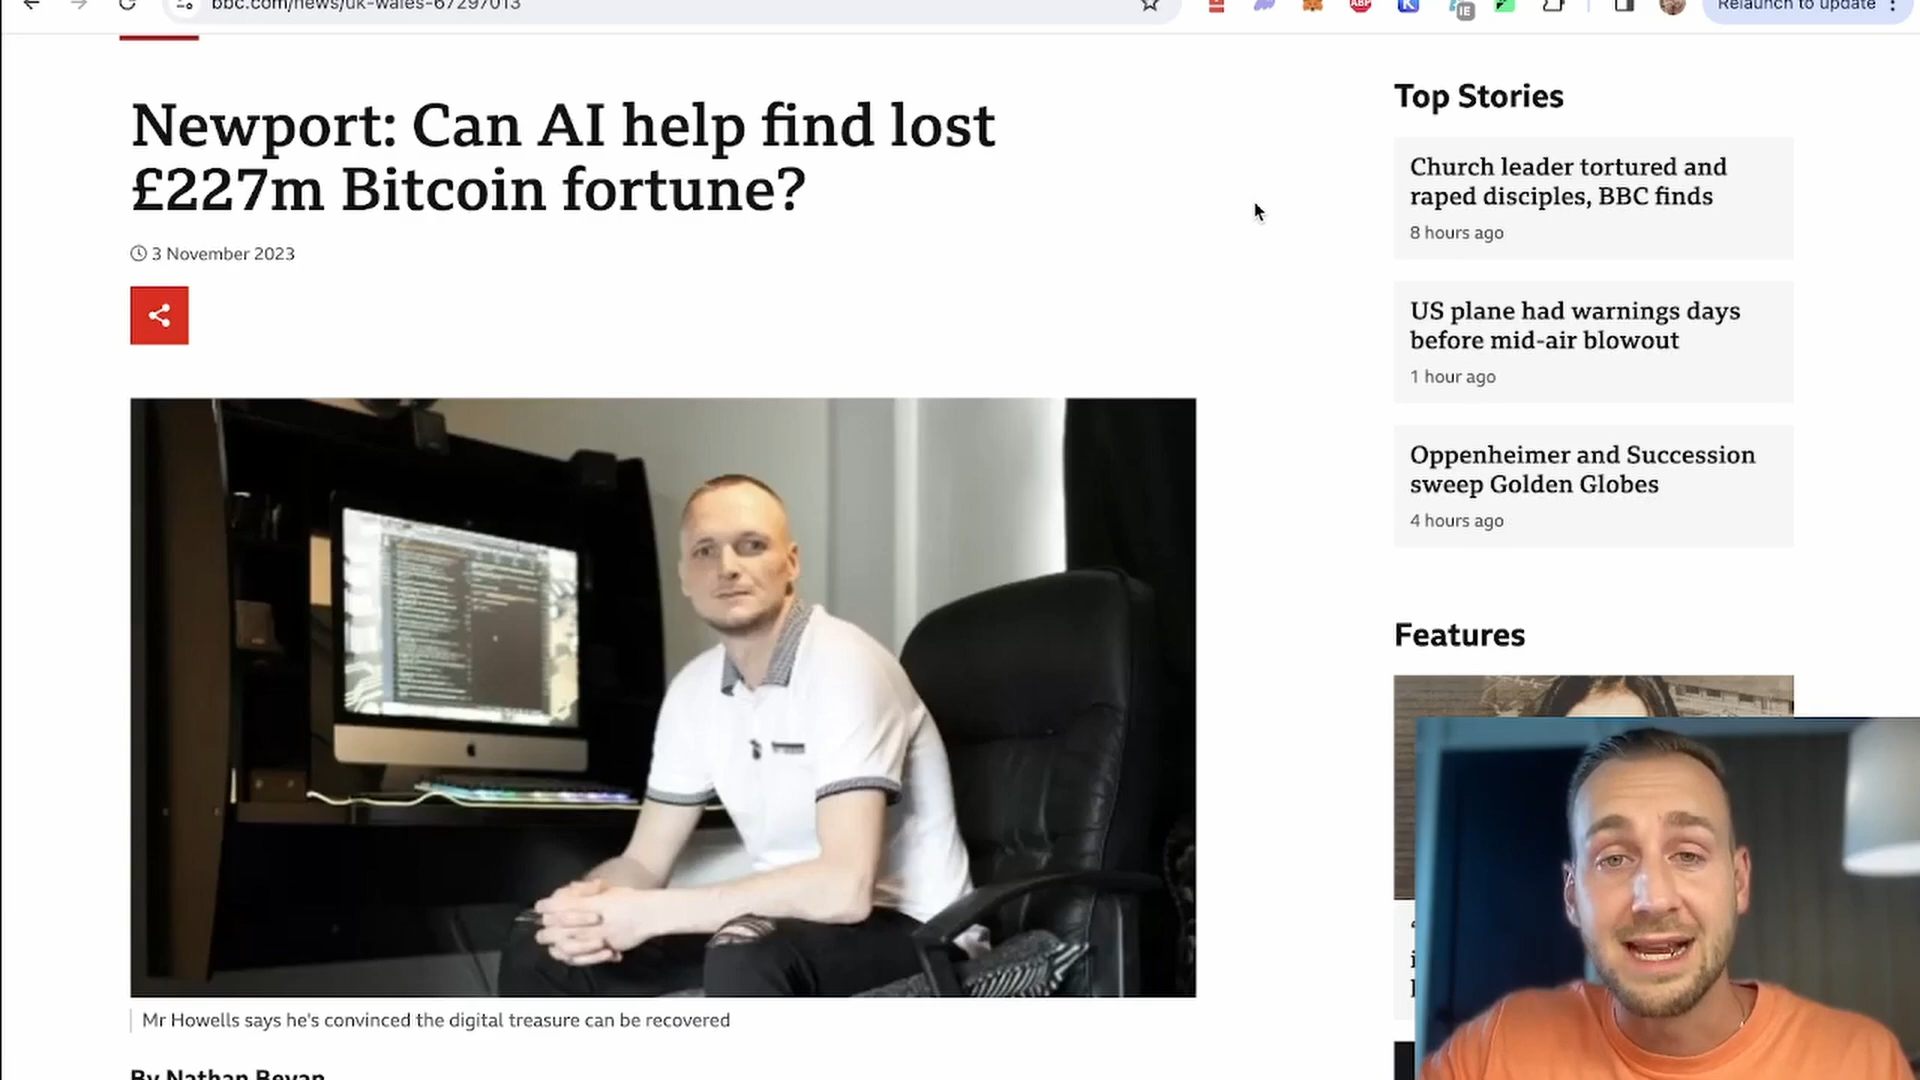 bbc.com/news/uk-wales-67297013
Relaunch to update
ABP
IE
Newport: Can AI help find lost
£227m Bitcoin fortune?
3 November 2023
Mr Howells says he's convinced the digital treasure can be recovered
By Nathan Bevan
Top Stories
Church leader tortured and
raped disciples, BBC finds
8 hours ago
US plane had warnings days
before mid-air blowout
1 hour ago
Oppenheimer and Succession
sweep Golden Globes
4 hours ago
Features